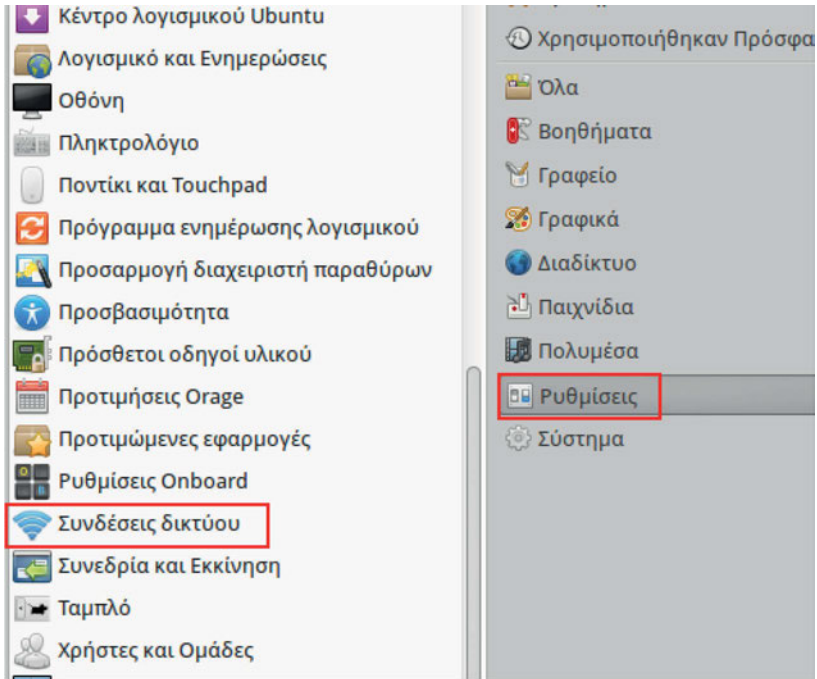 Κέντρο λογισμικού Ubuntu
Λογισμικό και Ενημερώσεις
Οθόνη
Πληκτρολόγιο
Ποντίκι και Touchpad
Πρόγραμμα ενημέρωσης λογισμικού
Προσαρμογή διαχειριστή παραθύρων
Προσβασιμότητα
Πρόσθετοι οδηγοί υλικού
Προτιμήσεις Orage
Προτιμώμενες εφαρμογές
Ρυθμίσεις Onboard
Συνδέσεις δικτύου
Συνεδρία και Εκκίνηση
Ταμπλό
Χρήστες και Ομάδες
Χρησιμοποιήθηκαν Πρόσφα
Όλα
Βοηθήματα
Γραφείο
Γραφικά
Διαδίκτυο
Παιχνίδια
Πολυμέσα
Ρυθμίσεις
Σύστημα